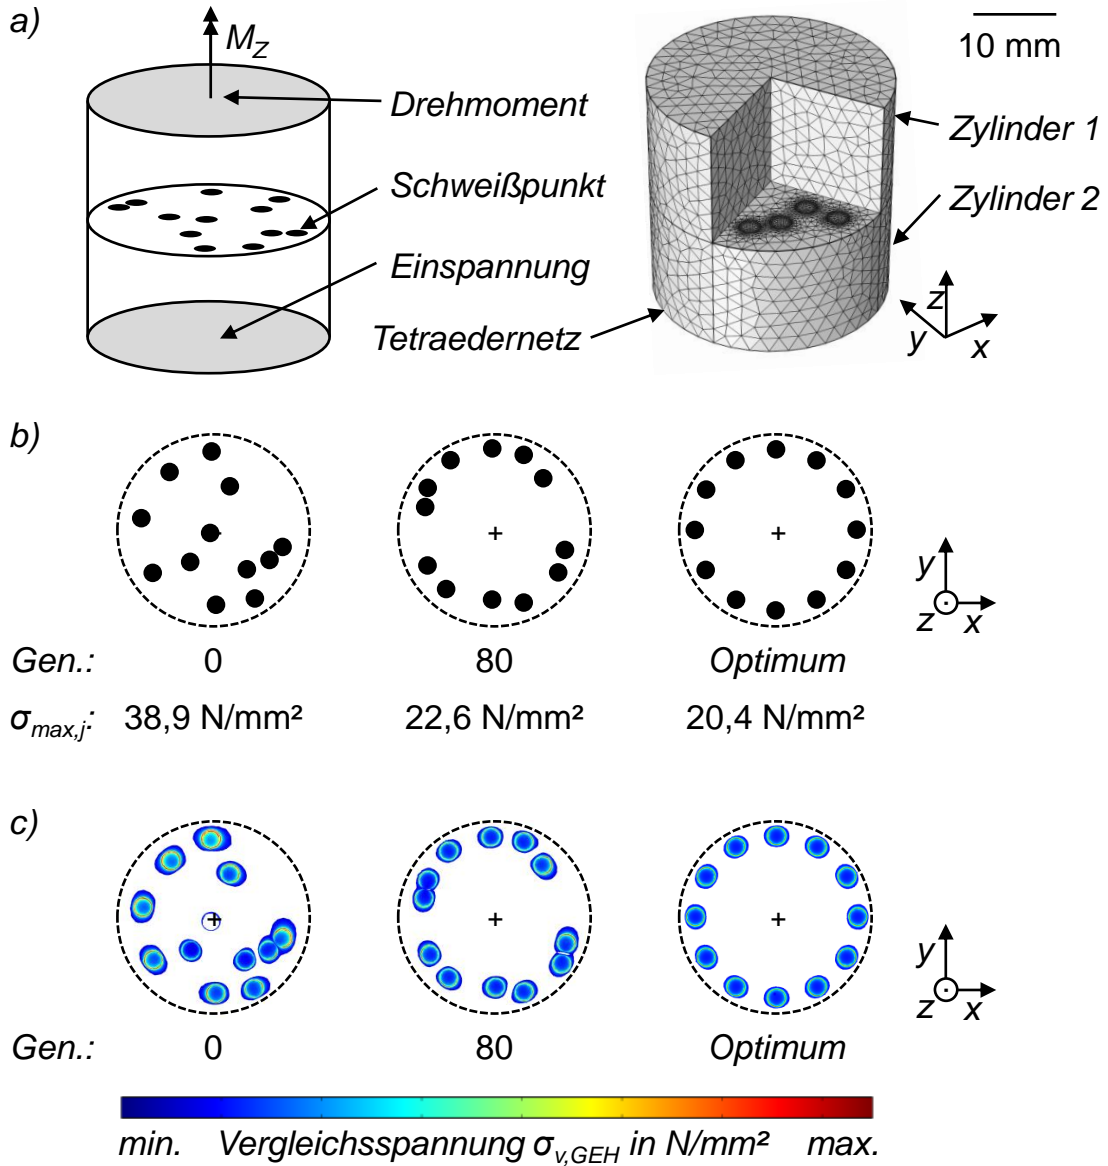 a)
M_Z
10 mm
Drehmoment
Zylinder 1
Schweißpunkt
Zylinder 2
Einspannung
Tetraedernetz
z
y
x
b)
y
z
x
Gen.: 0 80 Optimum
σ_max,j: 38,9 N/mm² 22,6 N/mm² 20,4 N/mm²
c)
y
z
x
Gen.: 0 80 Optimum
min. Vergleichsspannung σ_v,GEH in N/mm² max.